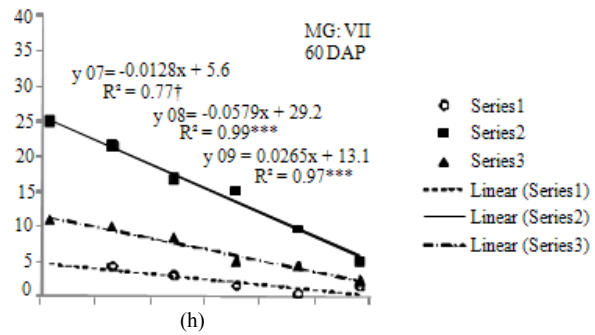 40
35
30
25
20
15
10
5
0
MG: VII
60 DAP
y 07= -0.0128x + 5.6
R² = 0.77†
y 08= -0.0579x + 29.2
R² = 0.99***
y 09 = 0.0265x + 13.1
R² = 0.97***
Series1
Series2
Series3
Linear (Series1)
Linear (Series2)
Linear (Series3)
(h)